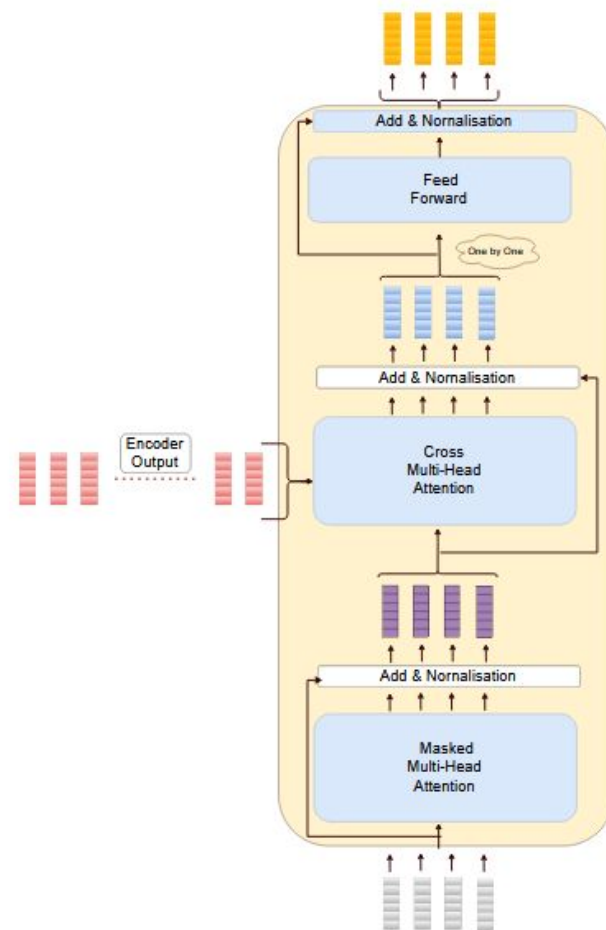 Add & Nornalisation
Feed
Forward
One by One
Add & Nornalisation
Encoder
Output
Cross
Multi-Head
Attention
Add & Nornalisation
Masked
Multi-Head
Attention